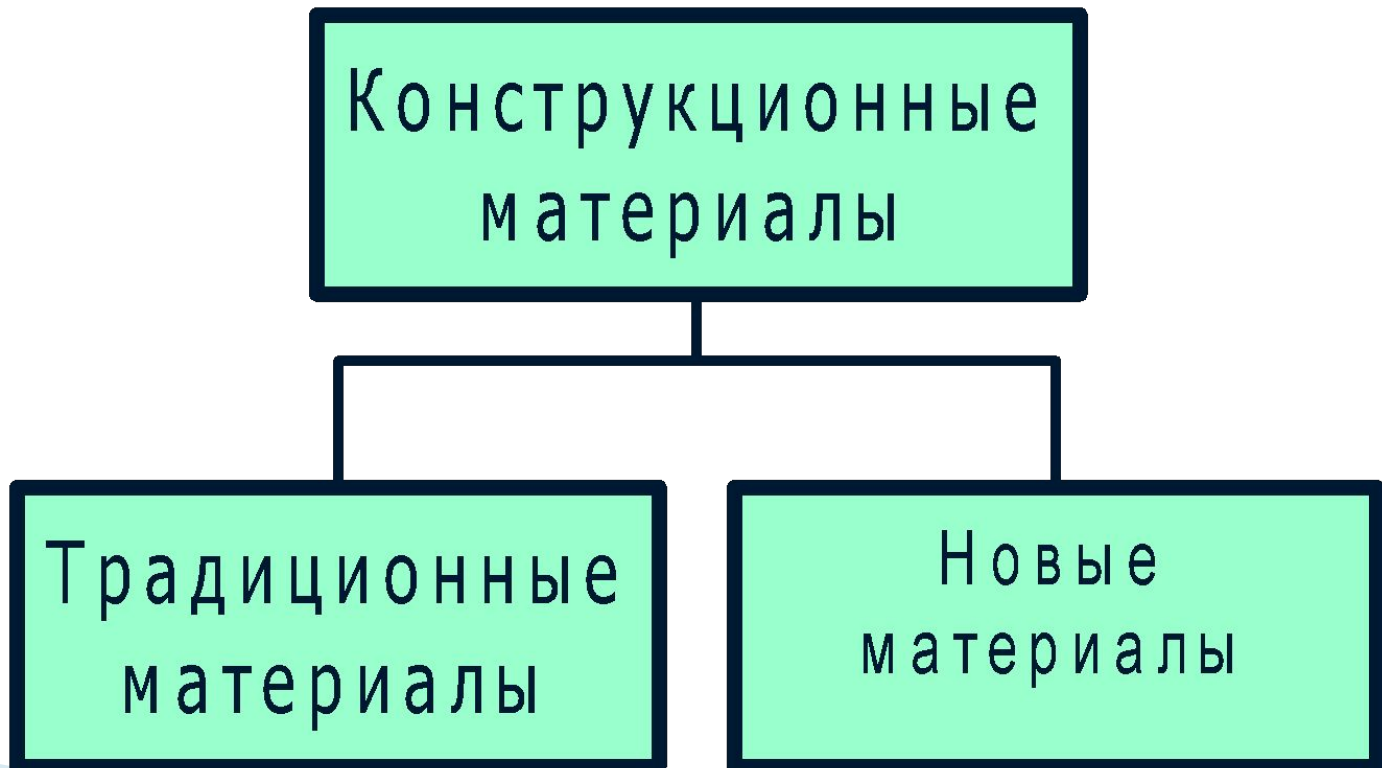 Конструкционные
материалы
Традиционные
материалы
Новые
материалы